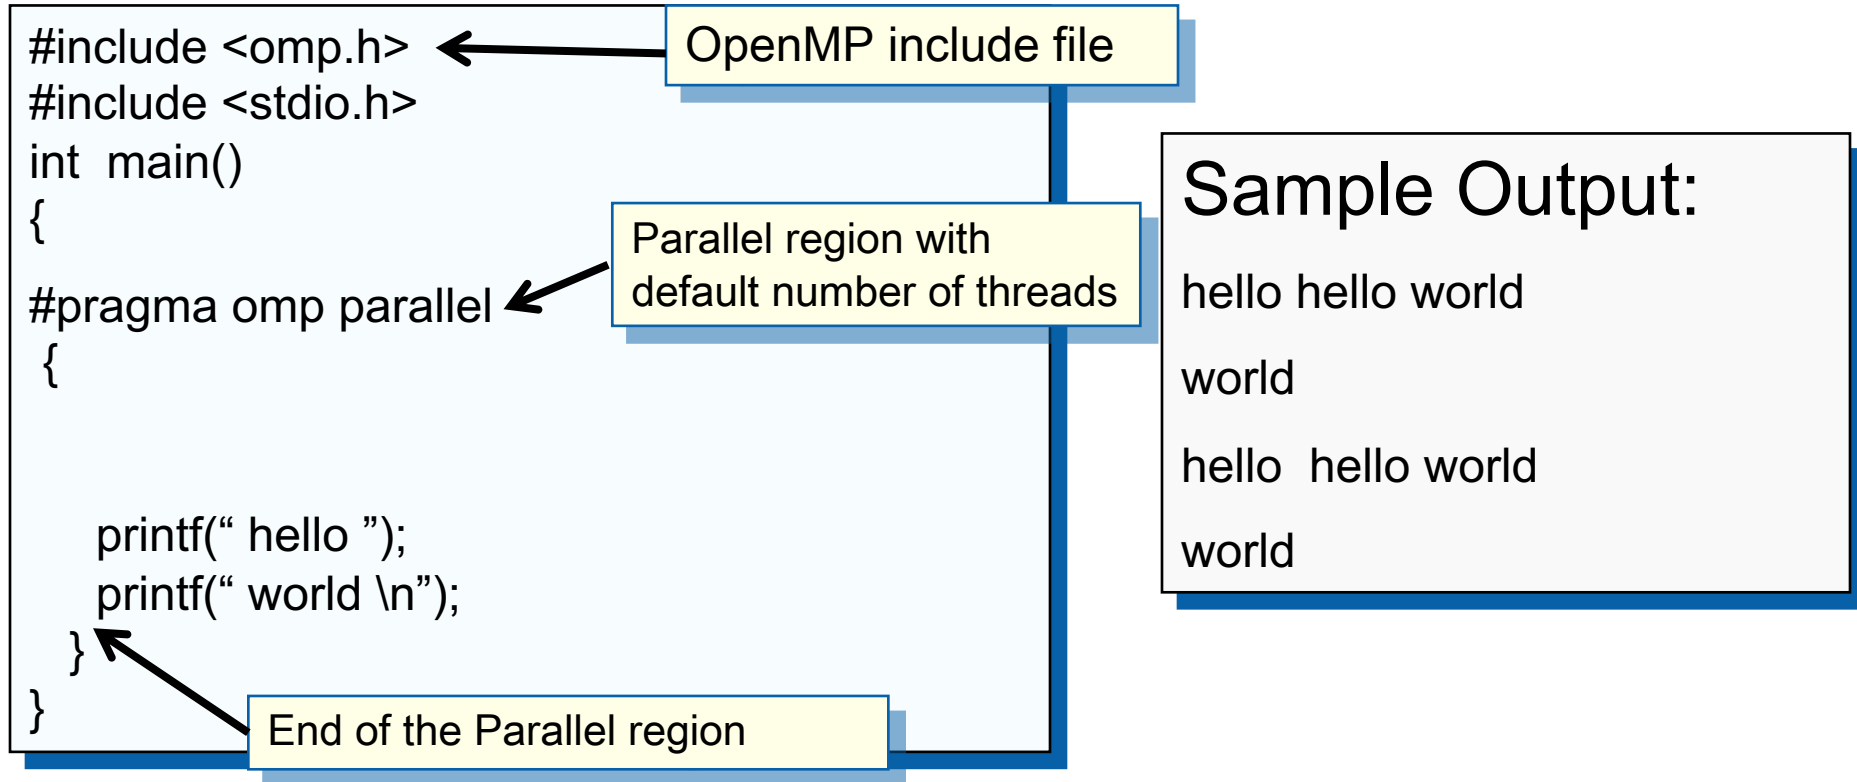 #include <omp.h>
OpenMP include file
#include <stdio.h>
int  main()
{
Parallel region with
default number of threads
#pragma omp parallel
{
printf(“ hello ”);
printf(“ world \n”);
}
}
End of the Parallel region
Sample Output:
hello hello world
world
hello  hello world
world